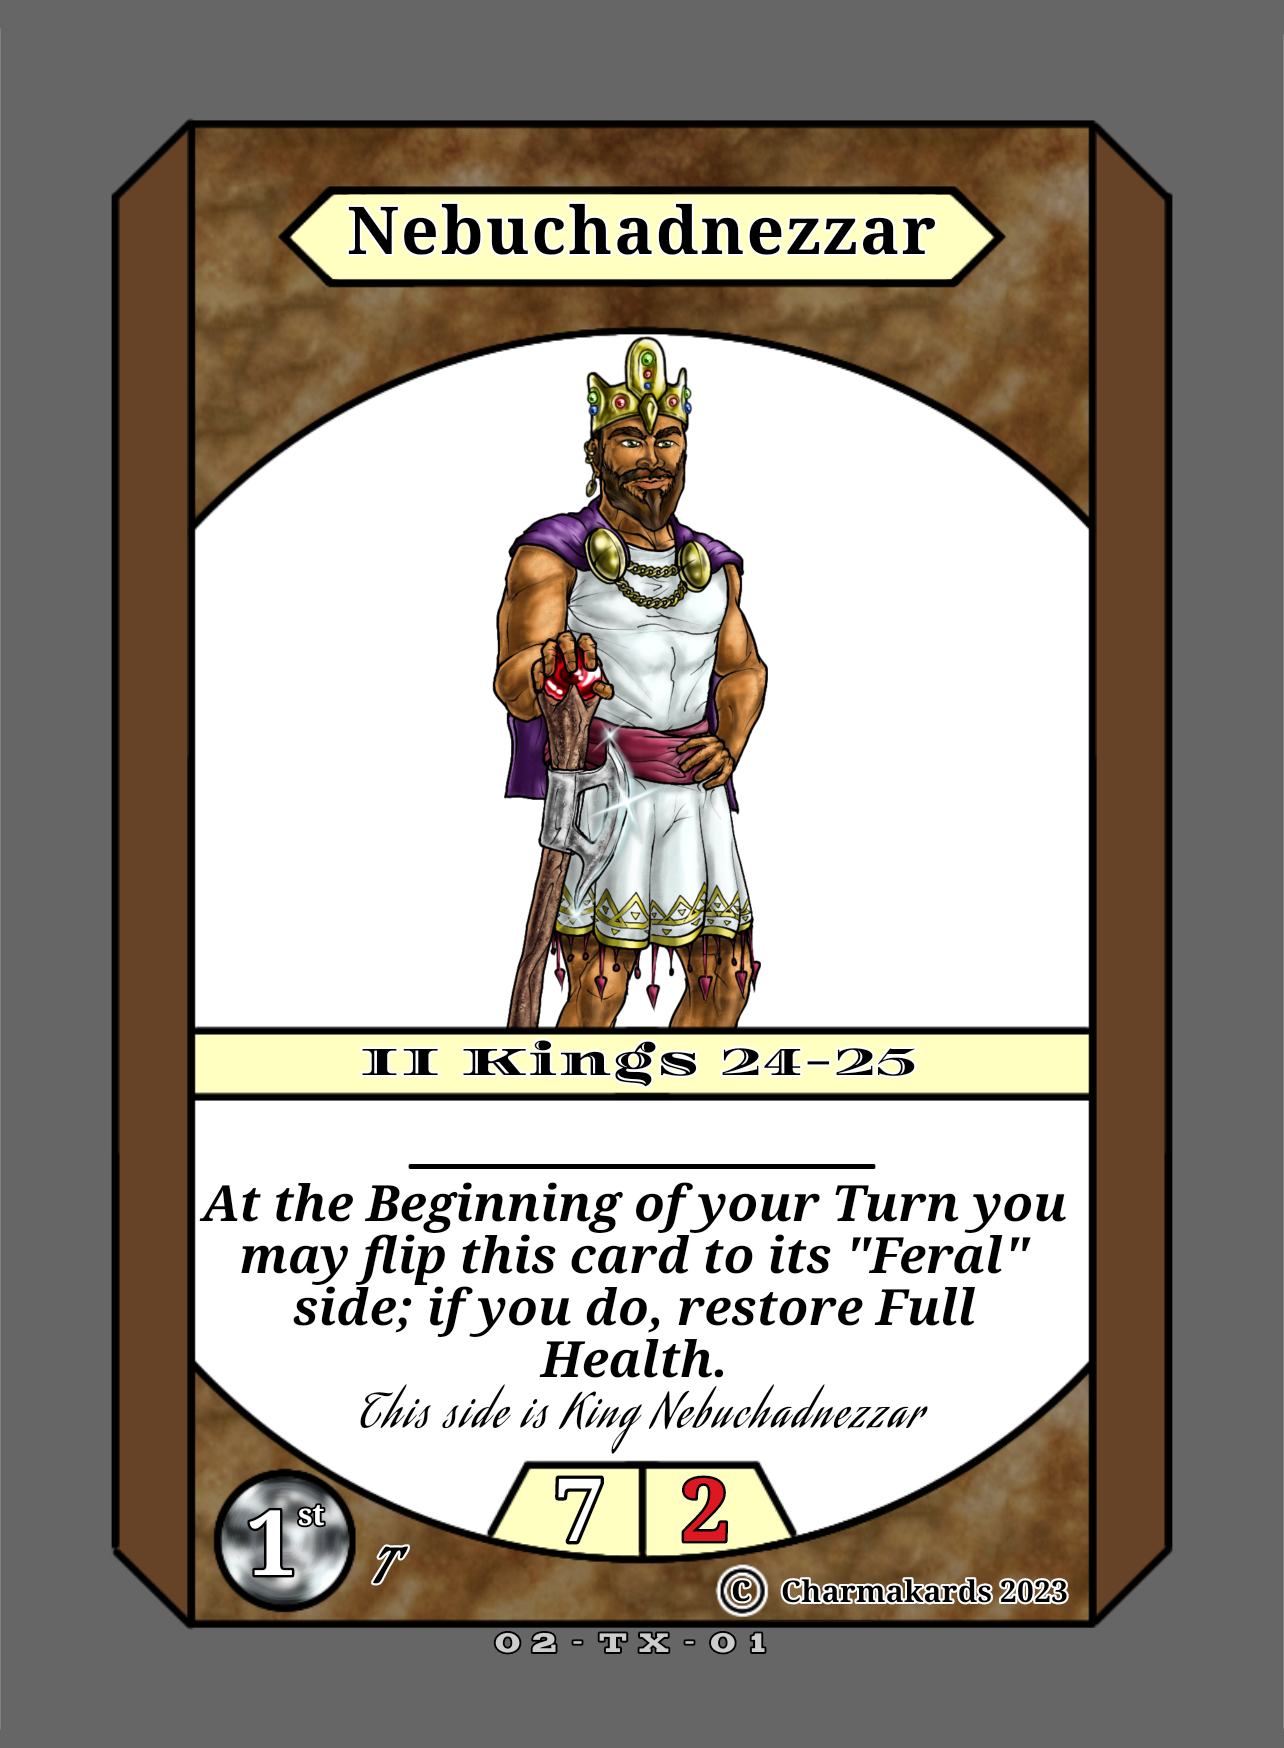 Nebuchadnezzar
II Kings 24-25
At the Beginning of your Turn you
may flip this card to its "Feral"
side; if you do, restore Full
Health.
This side is King Nebuchadnezzar
7 2
1st T
© Charmakards 2023
02-TX-01